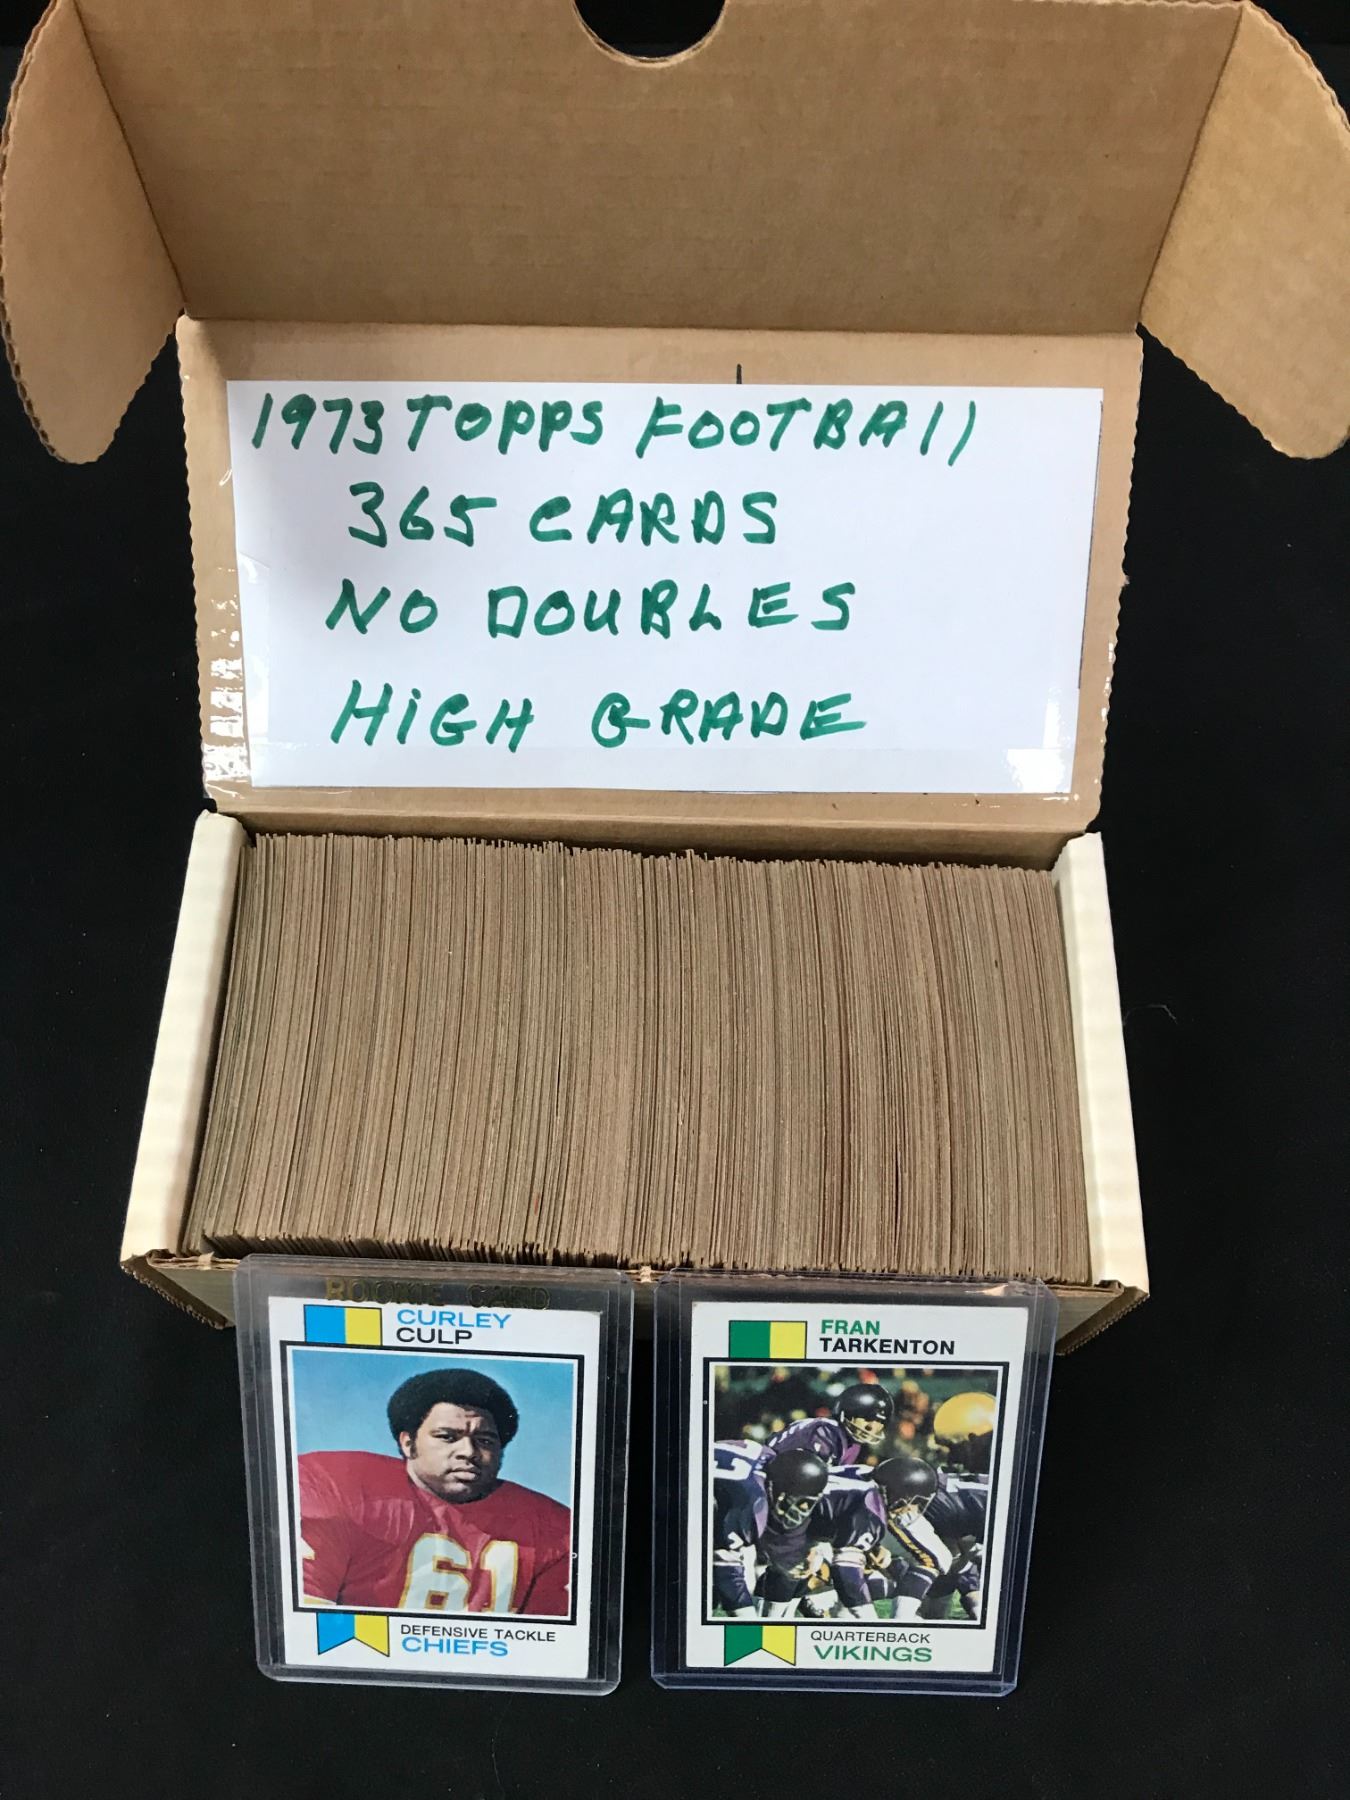 1973 TOPPS FOOTBALL
365 CARDS
NO DOUBLES
HIGH GRADE
ROOKIE CARD
CURLEY
CULP
61
DEFENSIVE TACKLE
CHIEFS
FRAN
TARKENTON
QUARTERBACK
VIKINGS